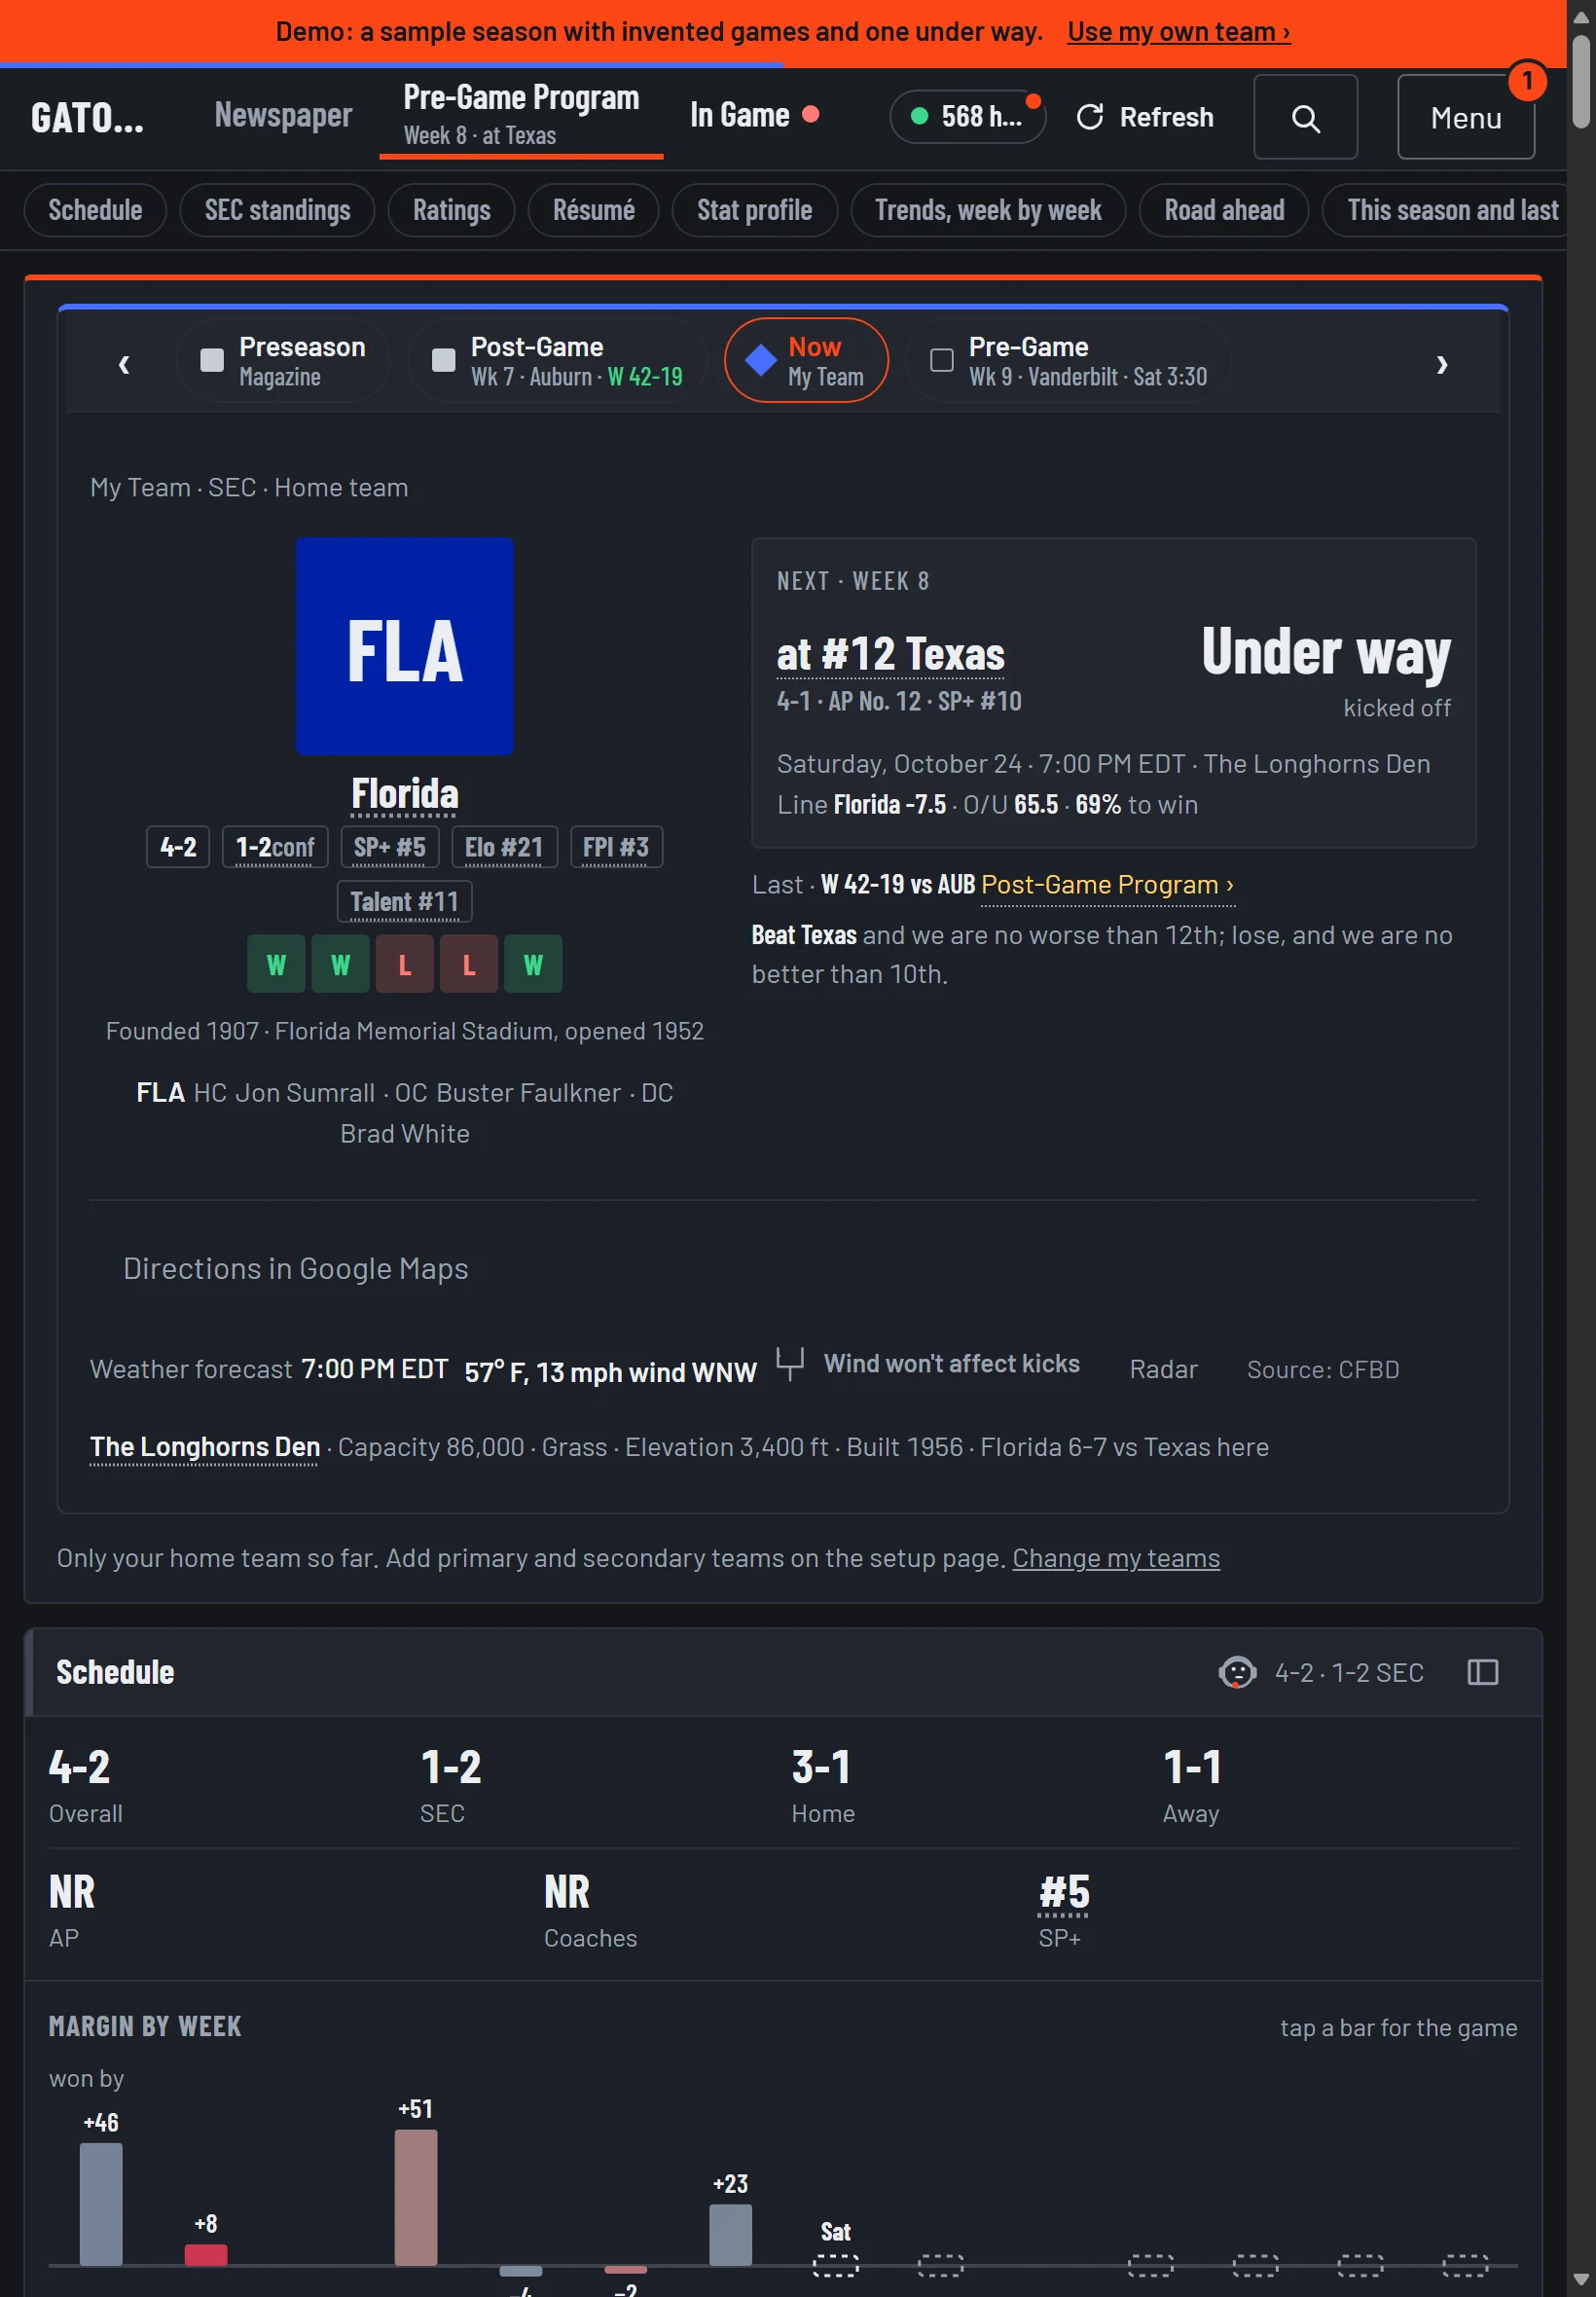 Demo: a sample season with invented games and one under way. Use my own team ›
GATO...
Newspaper
Pre-Game Program
Week 8 · at Texas
In Game
568 h...
Refresh
Menu
1
Schedule
SEC standings
Ratings
Résumé
Stat profile
Trends, week by week
Road ahead
This season and last
‹
Preseason
Magazine
Post-Game
Wk 7 · Auburn · W 42-19
Now
My Team
Pre-Game
Wk 9 · Vanderbilt · Sat 3:30
›
My Team · SEC · Home team
FLA
Florida
4-2
1-2conf
SP+ #5
Elo #21
FPI #3
Talent #11
W W L L W
Founded 1907 · Florida Memorial Stadium, opened 1952
FLA HC Jon Sumrall · OC Buster Faulkner · DC
Brad White
NEXT · WEEK 8
at #12 Texas
4-1 · AP No. 12 · SP+ #10
Under way
kicked off
Saturday, October 24 · 7:00 PM EDT · The Longhorns Den
Line Florida -7.5 · O/U 65.5 · 69% to win
Last · W 42-19 vs AUB Post-Game Program ›
Beat Texas and we are no worse than 12th; lose, and we are no
better than 10th.
Directions in Google Maps
Weather forecast 7:00 PM EDT 57° F, 13 mph wind WNW Wind won't affect kicks Radar Source: CFBD
The Longhorns Den · Capacity 86,000 · Grass · Elevation 3,400 ft · Built 1956 · Florida 6-7 vs Texas here
Only your home team so far. Add primary and secondary teams on the setup page. Change my teams
Schedule
4-2 · 1-2 SEC
4-2
Overall
1-2
SEC
3-1
Home
1-1
Away
NR
AP
NR
Coaches
#5
SP+
MARGIN BY WEEK
tap a bar for the game
won by
+46
+8
+51
-4
-2
+23
Sat